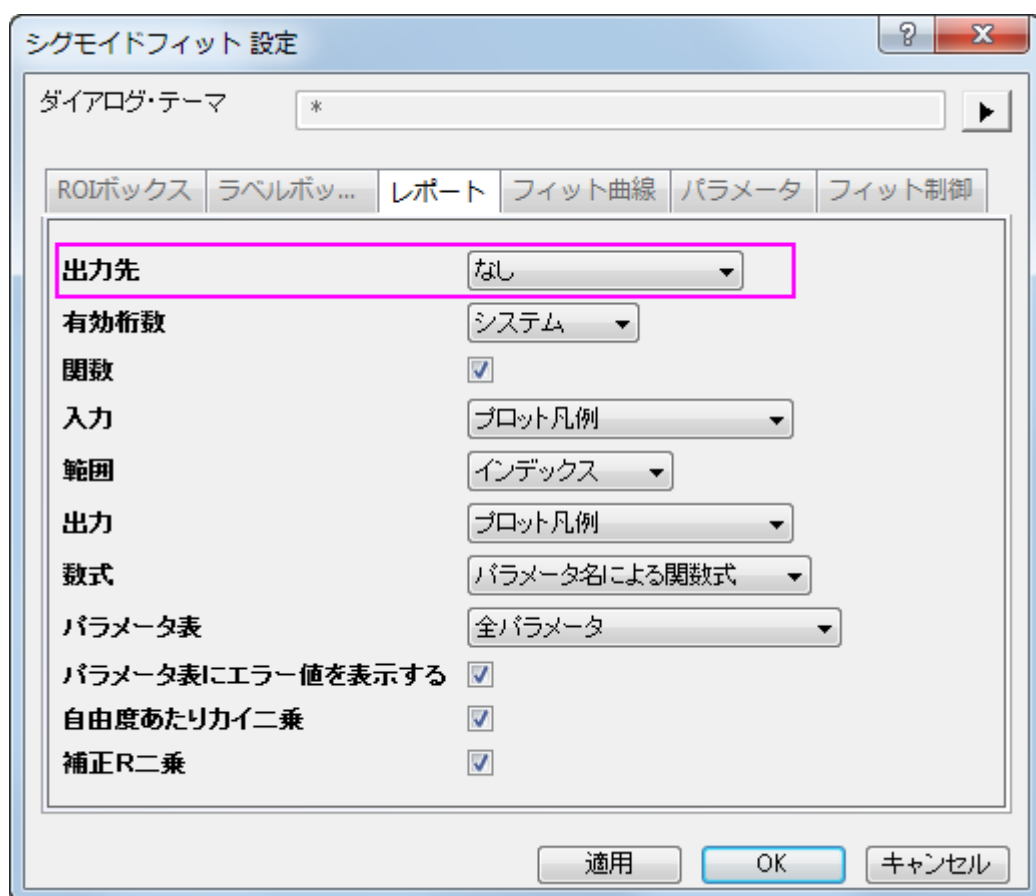 シグモイドフィット 設定
ダイアログ・テーマ *
ROIボックス ラベルボッ... レポート フィット曲線 パラメータ フィット制御
出力先 なし
有効桁数 システム
関数
入力 プロット凡例
範囲 インデックス
出力 プロット凡例
数式 パラメータ名による関数式
パラメータ表 全パラメータ
パラメータ表にエラー値を表示する
自由度あたりカイ二乗
補正R二乗
適用 OK キャンセル